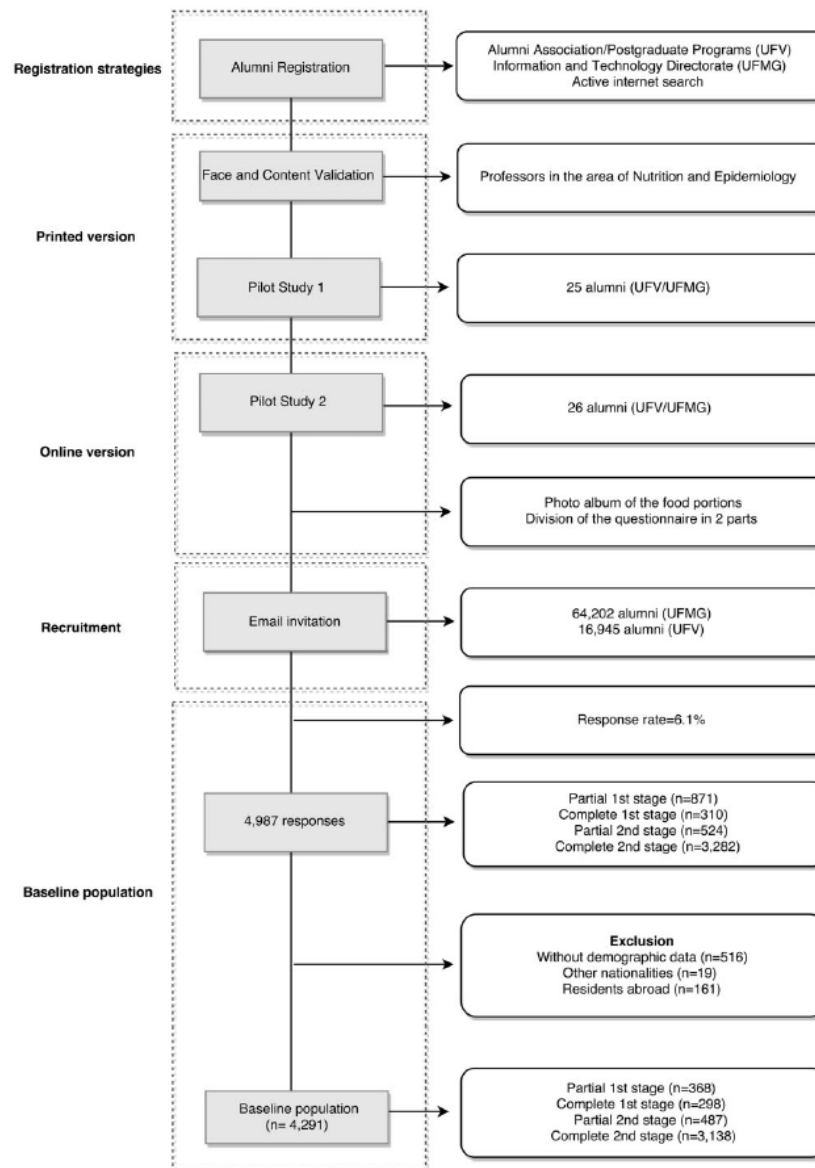 Registration strategies
Alumni Registration
Alumni Association/Postgraduate Programs (UFV)
Information and Technology Directorate (UFMG)
Active internet search
Printed version
Face and Content Validation
Professors in the area of Nutrition and Epidemiology
Pilot Study 1
25 alumni (UFV/UFMG)
Online version
Pilot Study 2
26 alumni (UFV/UFMG)
Photo album of the food portions
Division of the questionnaire in 2 parts
Recruitment
Email invitation
64,202 alumni (UFMG)
16,945 alumni (UFV)
Baseline population
Response rate=6.1%
4,987 responses
Partial 1st stage (n=871)
Complete 1st stage (n=310)
Partial 2nd stage (n=524)
Complete 2nd stage (n=3,282)
Exclusion
Without demographic data (n=516)
Other nationalities (n=19)
Residents abroad (n=161)
Baseline population
(n= 4,291)
Partial 1st stage (n=368)
Complete 1st stage (n=298)
Partial 2nd stage (n=487)
Complete 2nd stage (n=3,138)